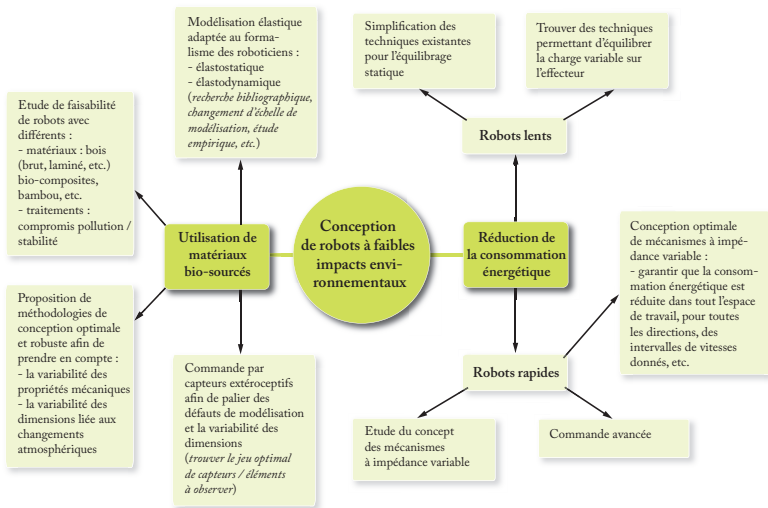 Modélisation élastique
adaptée au forma-
lisme des roboticiens :
- élastostatique
- élastodynamique
(recherche bibliographique,
changement d'échelle de
modélisation, étude
empirique, etc.)
Simplification des
techniques existantes
pour l'équilibrage
statique
Trouver des techniques
permettant d'équilibrer
la charge variable sur
l'effecteur
Etude de faisabilité
de robots avec
différents :
- matériaux : bois
(brut, laminé, etc.)
bio-composites,
bambou, etc.
- traitements :
compromis pollution /
stabilité
Robots lents
Utilisation de
matériaux
bio-sourcés
Conception
de robots à faibles
impacts envi-
ronnementaux
Réduction de
la consommation
énergétique
Conception optimale
de mécanismes à impé-
dance variable :
- garantir que la consom-
mation énergétique est
réduite dans tout l'espace
de travail, pour toutes
les directions, des
intervalles de vitesses
donnés, etc.
Proposition de
méthodologies de
conception optimale
et robuste afin de
prendre en compte :
- la variabilité des
propriétés mécaniques
- la variabilité des
dimensions liée aux
changements
atmosphériques
Commande par
capteurs extéroceptifs
afin de palier des
défauts de modélisation
et la variabilité des
dimensions
(trouver le jeu optimal
de capteurs / éléments
à observer)
Robots rapides
Etude du concept
des mécanismes
à impédance variable
Commande avancée